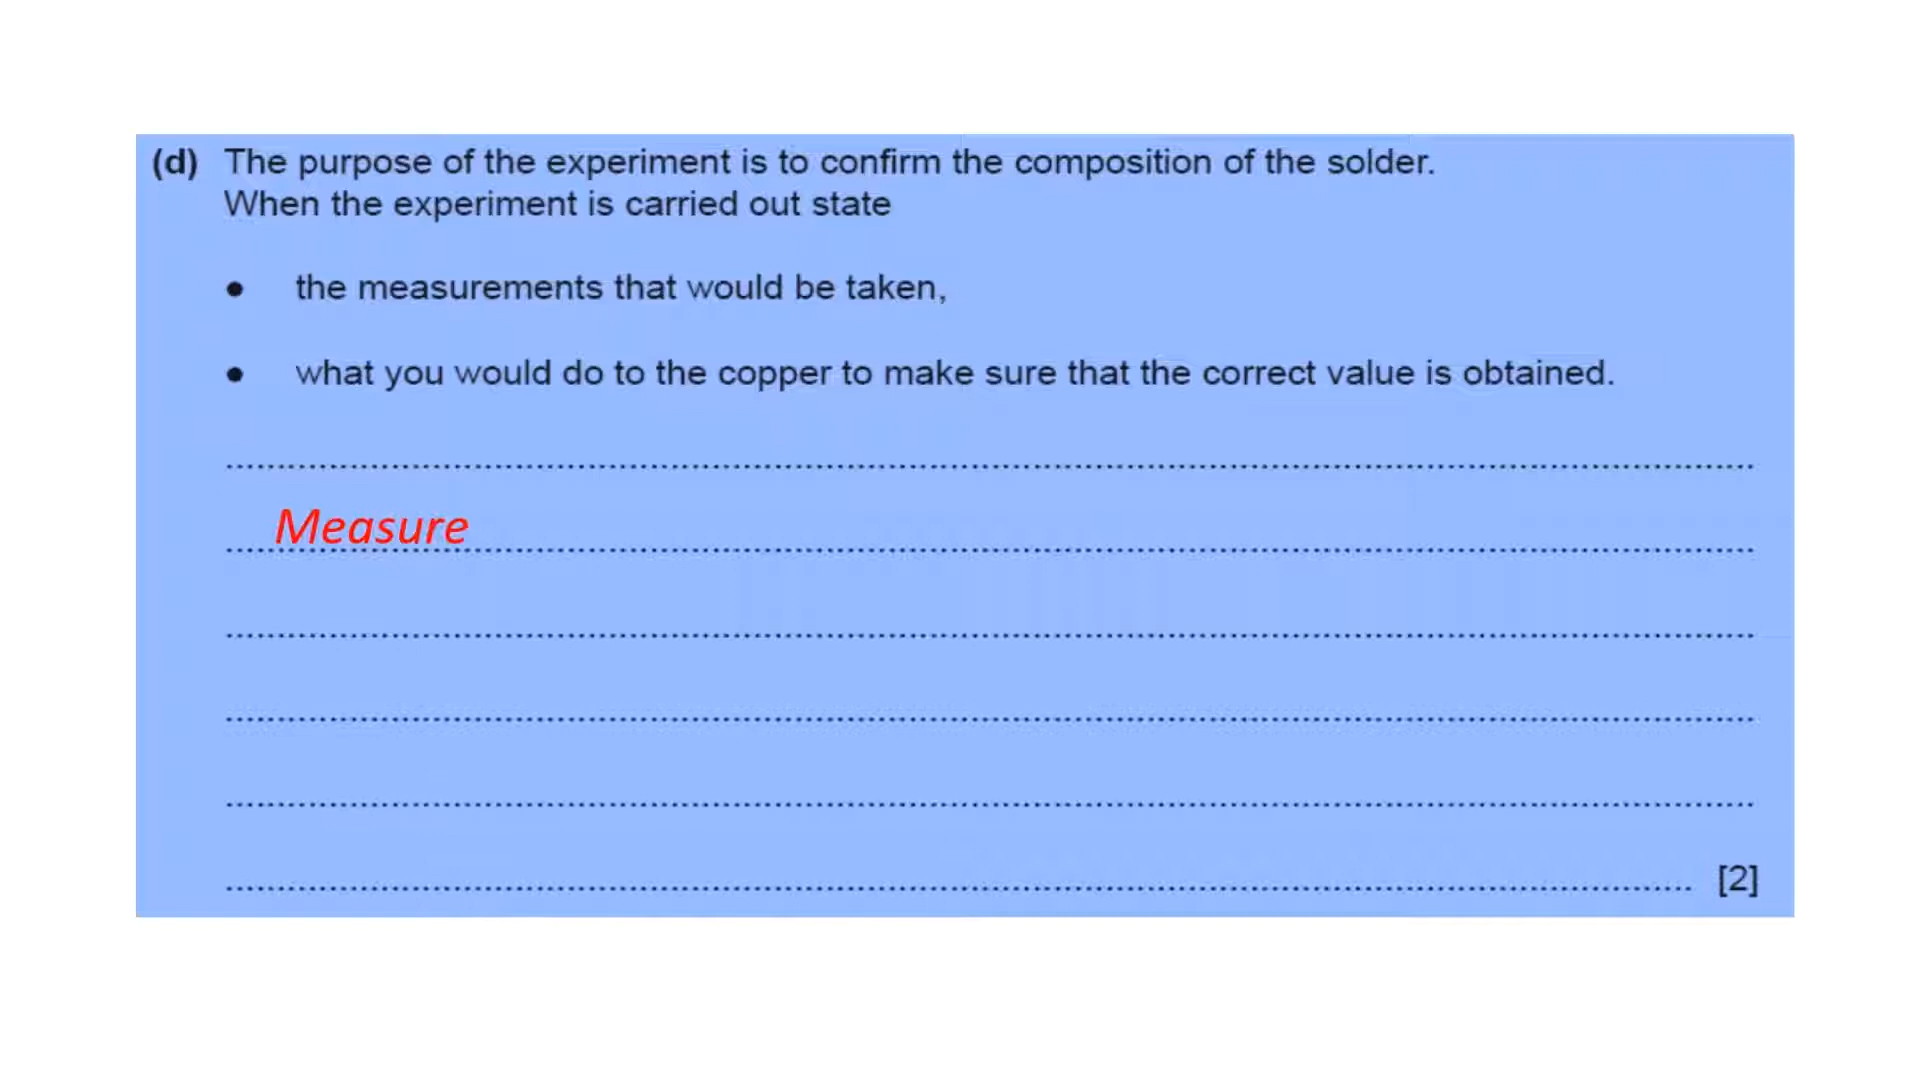 (d) The purpose of the experiment is to confirm the composition of the solder.
When the experiment is carried out state
• the measurements that would be taken,
• what you would do to the copper to make sure that the correct value is obtained.
Measure
[2]